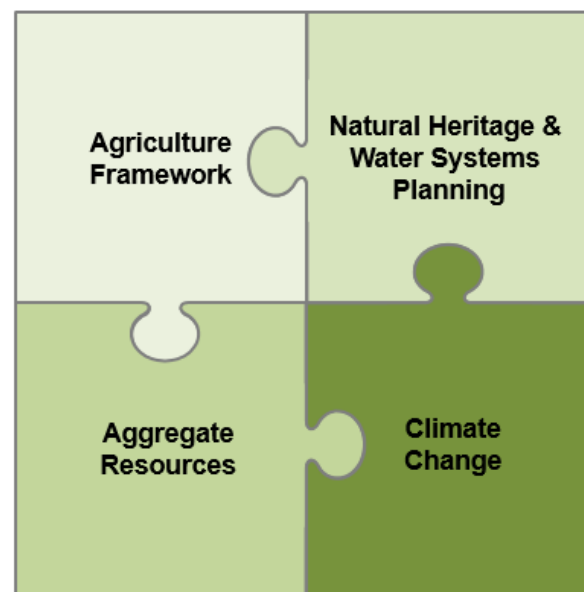 Agriculture
Framework
Natural Heritage &
Water Systems
Planning
Aggregate
Resources
Climate
Change